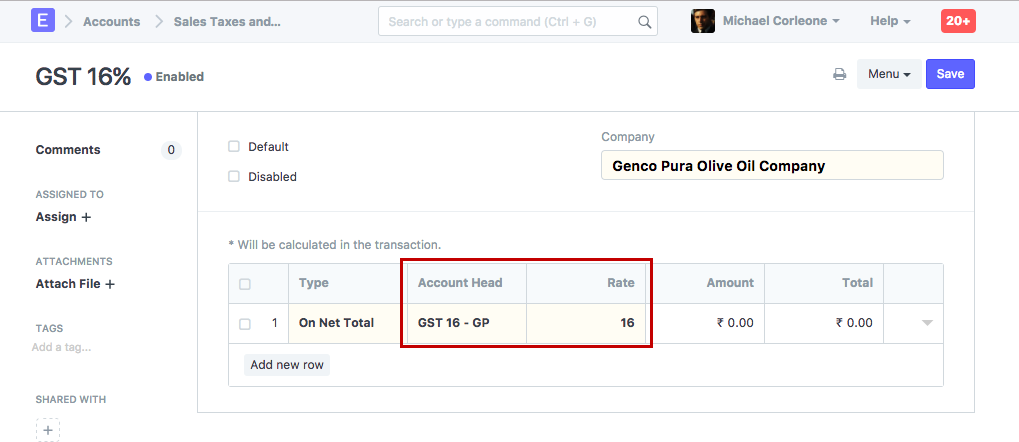 E Accounts Sales Taxes and... Search or type a command (Ctrl + G) Michael Corleone Help 20+
GST 16% Enabled Menu Save
Comments 0
Default
Disabled
Company
Genco Pura Olive Oil Company
ASSIGNED TO
Assign +
ATTACHMENTS
Attach File +
TAGS
Add a tag...
SHARED WITH
+
* Will be calculated in the transaction.
Type Account Head Rate Amount Total
1 On Net Total GST 16 - GP 16 ₹ 0.00 ₹ 0.00
Add new row